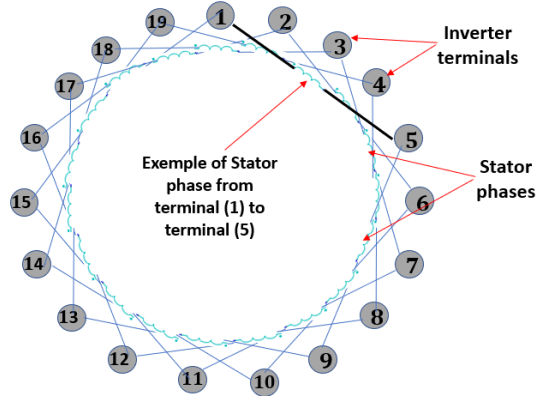 1
2
3
4
5
6
7
8
9
10
11
12
13
14
15
16
17
18
19
Inverter
terminals
Stator
phases
Exemple of Stator
phase from
terminal (1) to
terminal (5)